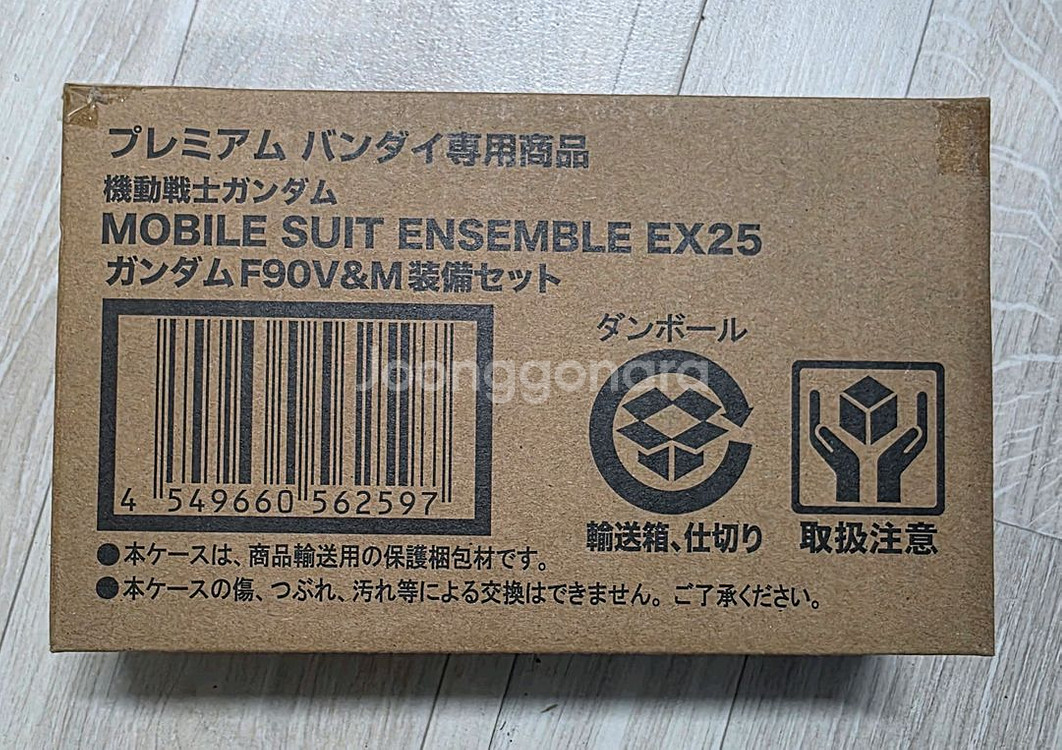 プレミアム バンダイ専用商品
機動戦士ガンダム
MOBILE SUIT ENSEMBLE EX25
ガンダムF90V&M装備セット
ダンボール
Joonggonara
4 549660 562597
輸送箱、仕切り
取扱注意
●本ケースは、商品輸送用の保護梱包材です。
●本ケースの傷、つぶれ、汚れ等による交換はできません。ご了承ください。